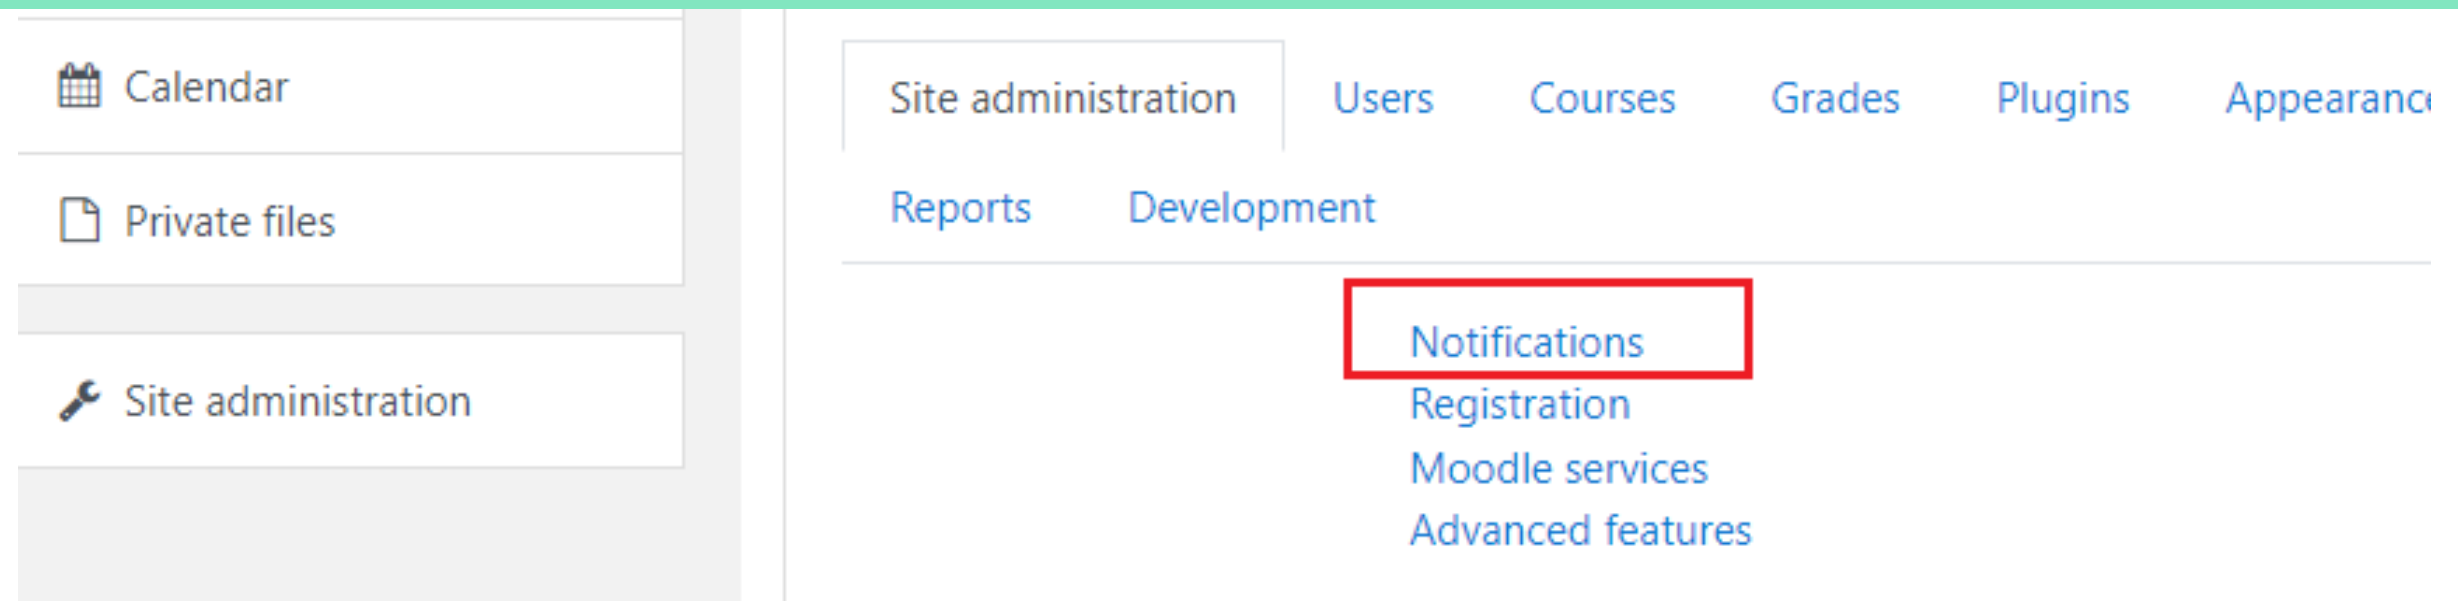 Calendar
Private files
Site administration
Site administration Users Courses Grades Plugins Appearance
Reports Development
Notifications
Registration
Moodle services
Advanced features